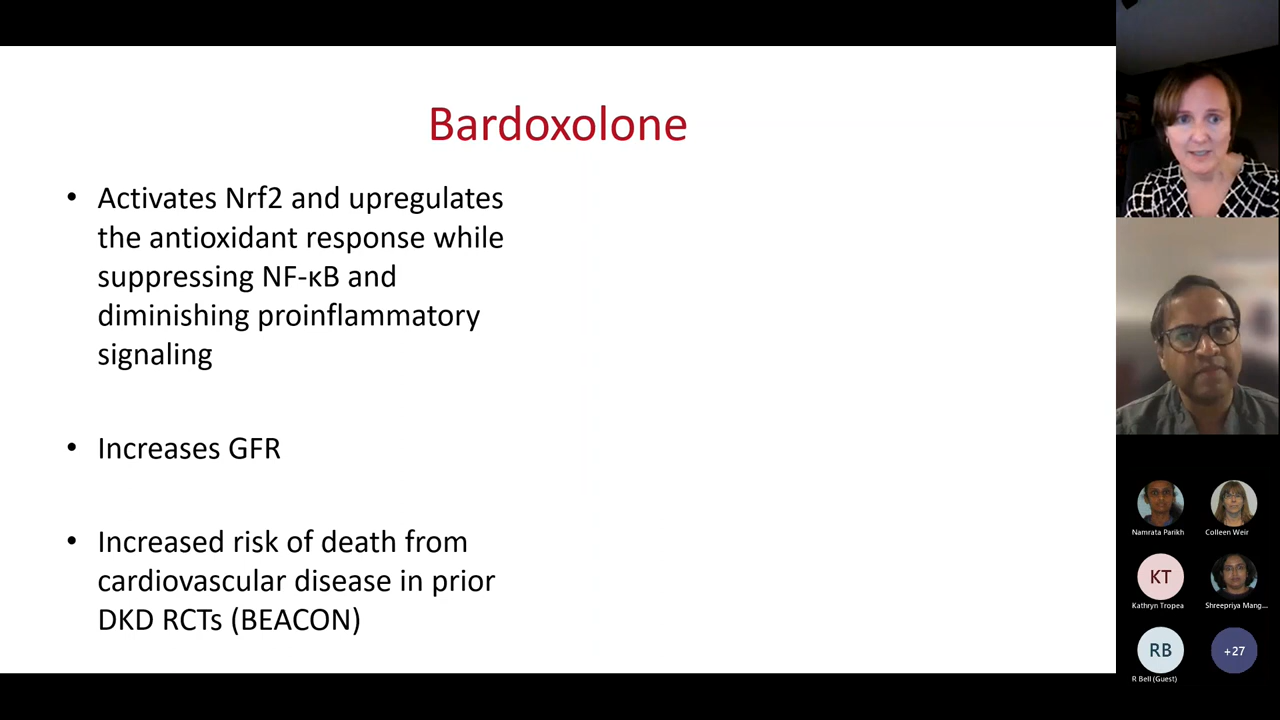 Bardoxolone
• Activates Nrf2 and upregulates
the antioxidant response while
suppressing NF-κB and
diminishing proinflammatory
signaling
• Increases GFR
• Increased risk of death from
cardiovascular disease in prior
DKD RCTs (BEACON)
Namrata Parikh
Colleen Weir
KT
Kathryn Tropea
Shreepriya Mang...
RB
R Bell (Guest)
+27